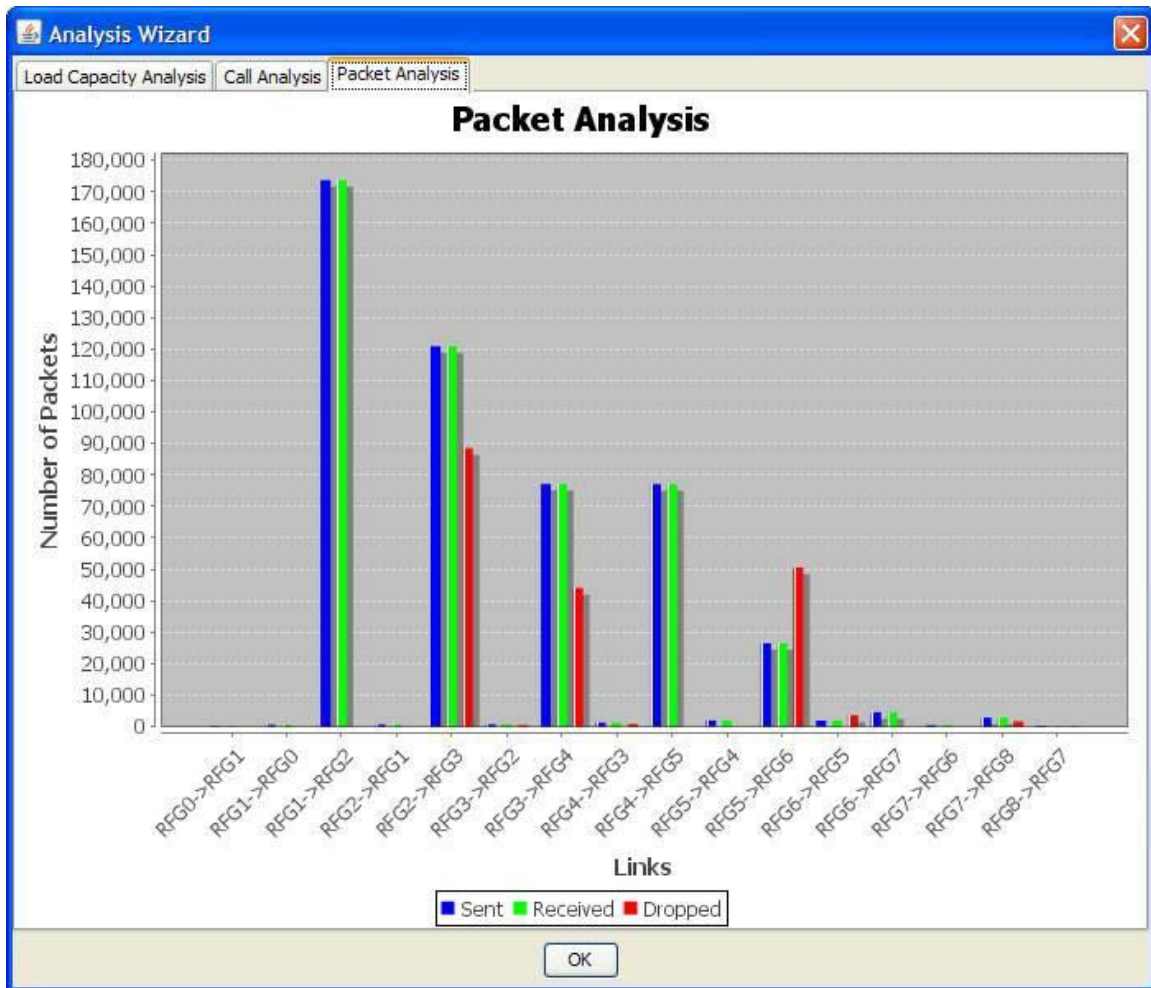 Analysis Wizard
Load Capacity Analysis
Call Analysis
Packet Analysis
Packet Analysis
Number of Packets
180,000
170,000
160,000
150,000
140,000
130,000
120,000
110,000
100,000
90,000
80,000
70,000
60,000
50,000
40,000
30,000
20,000
10,000
0
RFG0->RFG1
RFG1->RFG0
RFG1->RFG2
RFG2->RFG1
RFG2->RFG3
RFG3->RFG2
RFG3->RFG4
RFG4->RFG3
RFG4->RFG5
RFG5->RFG4
RFG5->RFG6
RFG6->RFG5
RFG6->RFG7
RFG7->RFG6
RFG7->RFG8
RFG8->RFG7
Links
Sent Received Dropped
OK